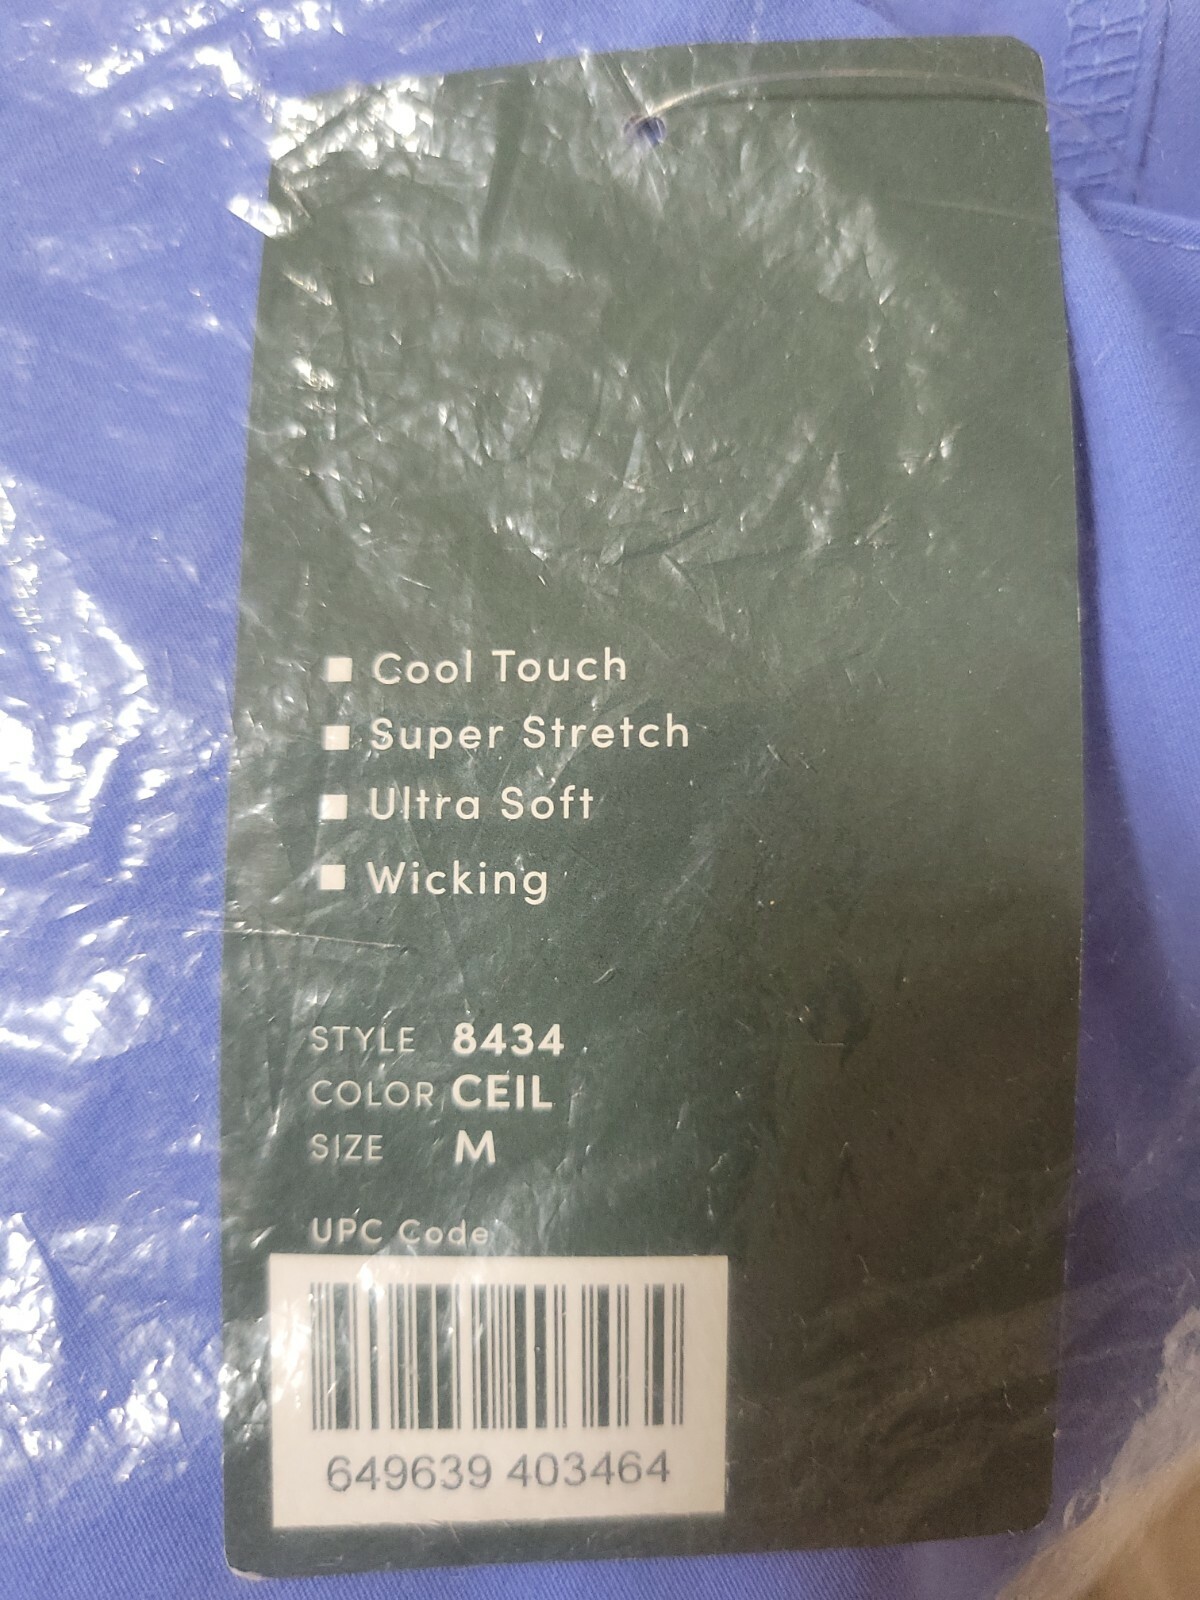 Cool Touch
Super Stretch
Ultra Soft
Wicking
STYLE 8434
COLOR CEIL
SIZE M
UPC Code
649639 403464